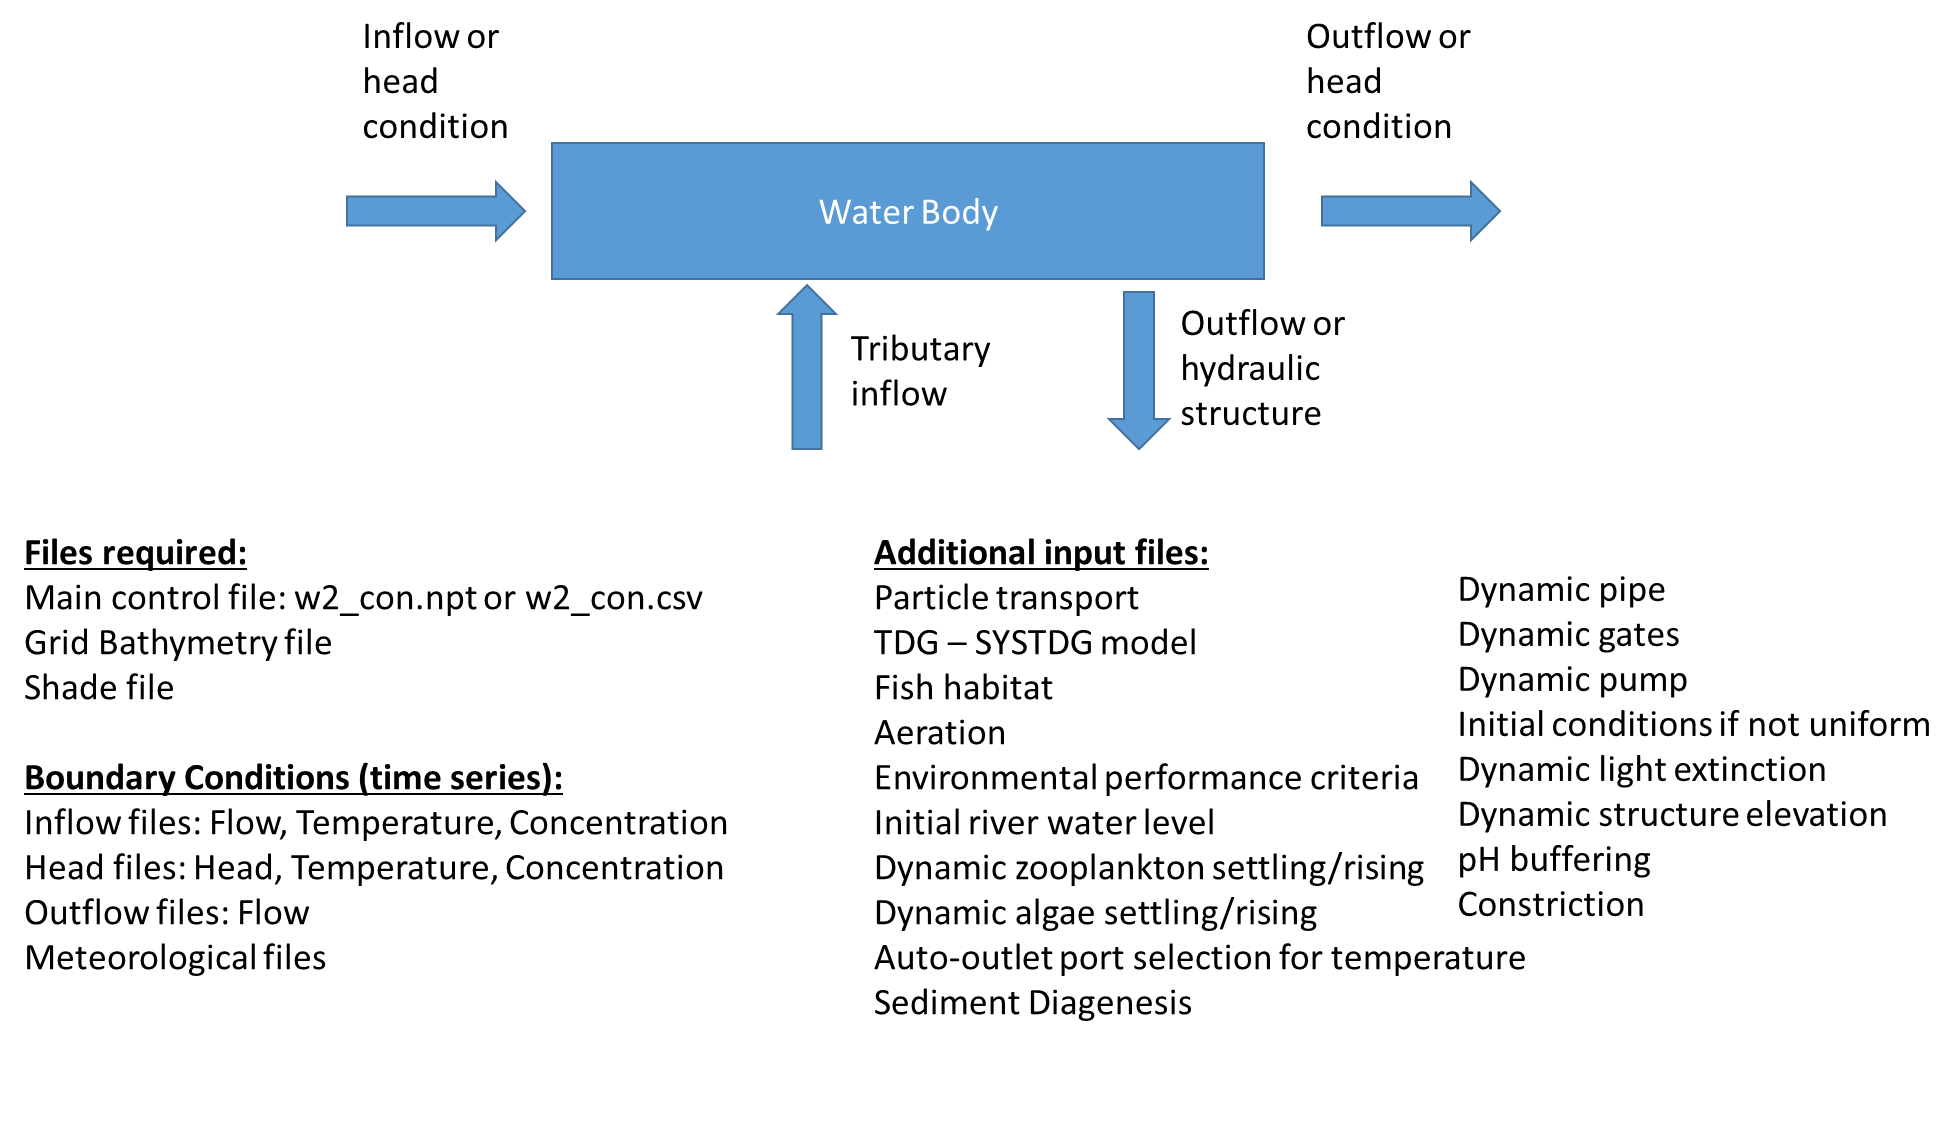 Inflow or
head
condition
Outflow or
head
condition
Water Body
Tributary
inflow
Outflow or
hydraulic
structure
Files required:
Main control file: w2_con.npt or w2_con.csv
Grid Bathymetry file
Shade file
Boundary Conditions (time series):
Inflow files: Flow, Temperature, Concentration
Head files: Head, Temperature, Concentration
Outflow files: Flow
Meteorological files
Additional input files:
Particle transport
TDG – SYSTDG model
Fish habitat
Aeration
Environmental performance criteria
Initial river water level
Dynamic zooplankton settling/rising
Dynamic algae settling/rising
Auto-outlet port selection for temperature
Sediment Diagenesis
Dynamic pipe
Dynamic gates
Dynamic pump
Initial conditions if not uniform
Dynamic light extinction
Dynamic structure elevation
pH buffering
Constriction